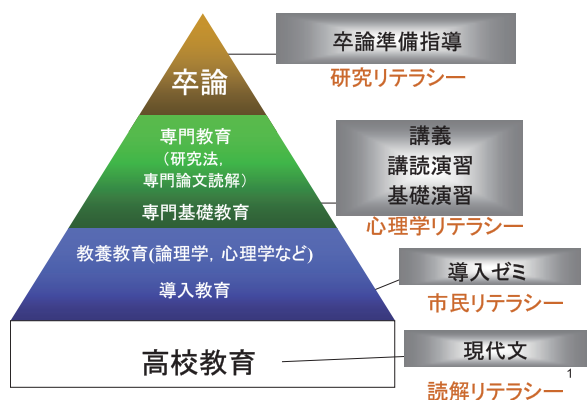 卒論準備指導
研究リテラシー
卒論
専門教育
（研究法,
専門論文読解）
専門基礎教育
講義
講読演習
基礎演習
心理学リテラシー
教養教育(論理学, 心理学など)
導入教育
導入ゼミ
市民リテラシー
高校教育
現代文
1
読解リテラシー